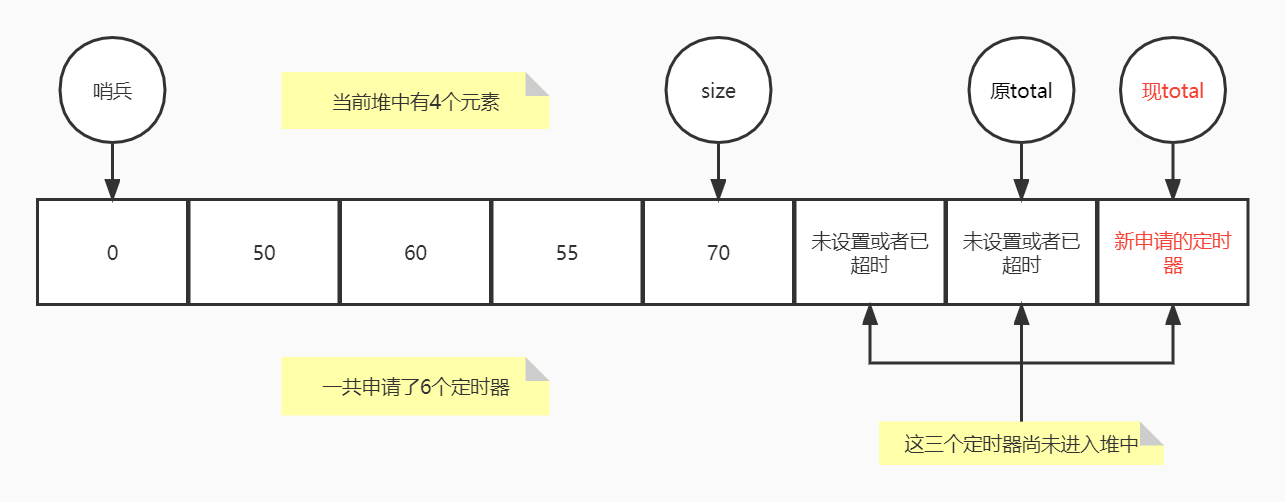 哨兵
当前堆中有4个元素
size
原total
现total
0
50
60
55
70
未设置或者已
超时
未设置或者已
超时
新申请的定时
器
一共申请了6个定时器
这三个定时器尚未进入堆中